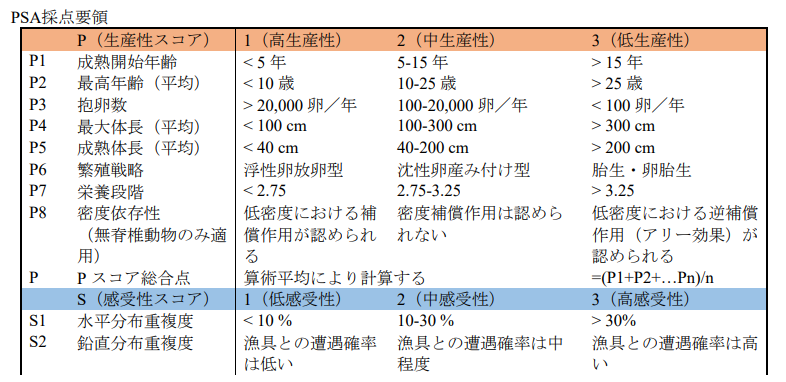 PSA採点要領
P（生産性スコア） 1（高生産性） 2（中生産性） 3（低生産性）
P1 成熟開始年齢 < 5 年 5-15 年 > 15 年
P2 最高年齢（平均） < 10 歳 10-25 歳 > 25 歳
P3 抱卵数 > 20,000 卵／年 100-20,000 卵／年 < 100 卵／年
P4 最大体長（平均） < 100 cm 100-300 cm > 300 cm
P5 成熟体長（平均） < 40 cm 40-200 cm > 200 cm
P6 繁殖戦略 浮性卵放卵型 沈性卵産み付け型 胎生・卵胎生
P7 栄養段階 < 2.75 2.75-3.25 > 3.25
P8 密度依存性 低密度における補 密度補償作用は認めら 低密度における逆補償
（無脊椎動物のみ適 償作用が認められ れない 作用（アリー効果）が
用） る 認められる
P P スコア総合点 算術平均により計算する =(P1+P2+…Pn)/n
S（感受性スコア） 1（低感受性） 2（中感受性） 3（高感受性）
S1 水平分布重複度 < 10 % 10-30 % > 30%
S2 鉛直分布重複度 漁具との遭遇確率 漁具との遭遇確率は中 漁具との遭遇確率は高
は低い 程度 い